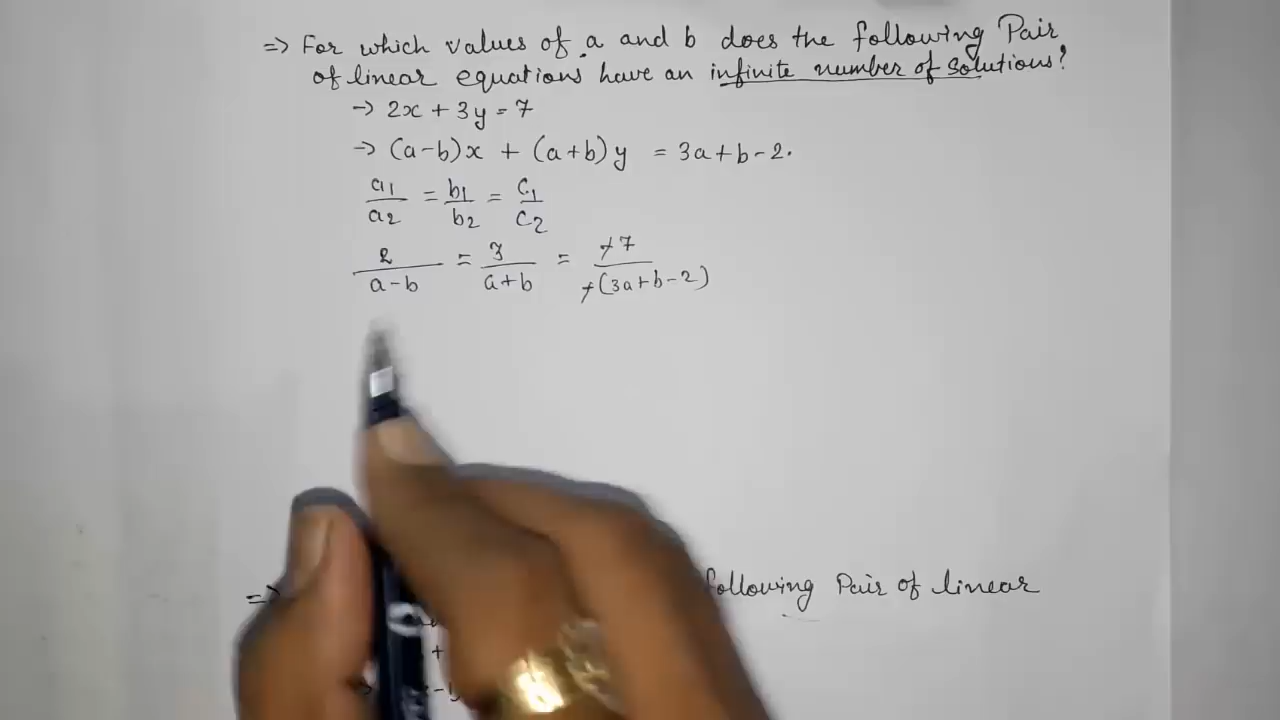 => For which values of a and b does the following Pair
of linear equations have an infinite number of solutions?
→ 2x + 3y = 7
→ (a-b)x + (a+b)y = 3a+b-2.
a1/a2 = b1/b2 = C1/C2
2/(a-b) = 3/(a+b) = -7/-(3a+b-2)
=> following Pair of linear
+